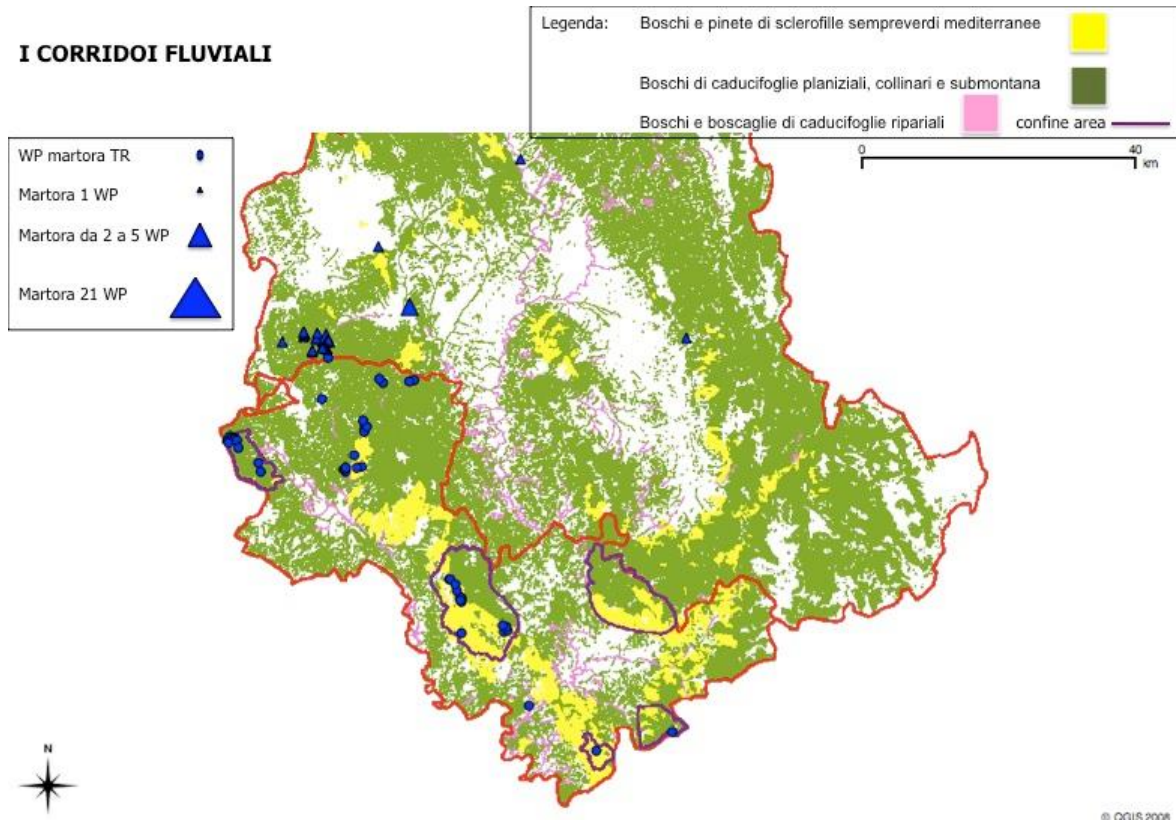 I CORRIDOI FLUVIALI
Legenda: Boschi e pinete di sclerofille sempreverdi mediterranee
Boschi di caducifoglie planiziali, collinari e submontana
Boschi e boscaglie di caducifoglie ripariali confine area
WP martora TR
Martora 1 WP
Martora da 2 a 5 WP
Martora 21 WP
0 40
km
N
© QGIS 2008